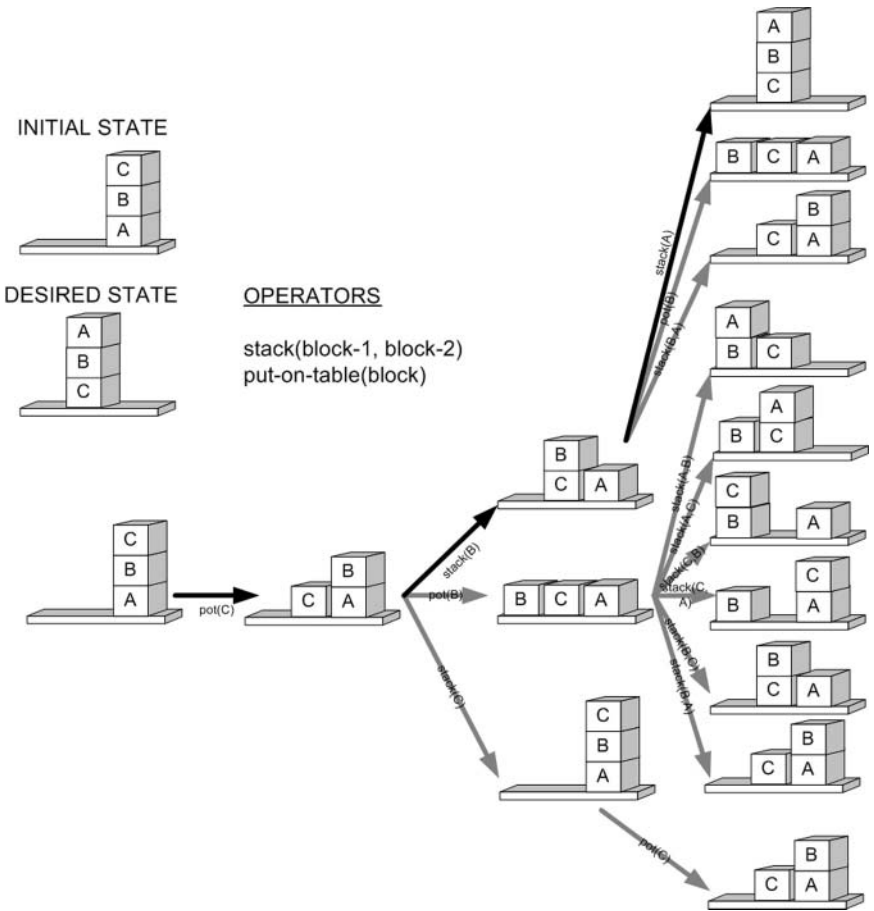 INITIAL STATE
C
B
A
DESIRED STATE
A
B
C
OPERATORS
stack(block-1, block-2)
put-on-table(block)
C
B
A
pot(C)
B
C A
stack(B)
pot(B)
stack(C)
B
C A
B C A
C
B
A
stack(A)
pot(B)
stack(B,A)
stack(A,B)
stack(A,C)
stack(C,B)
stack(C,
A)
stack(B,C)
stack(B,A)
pot(C)
A
B
C
B C A
B
C A
A
B C
A
B C
C
B A
C
B A
B
C A
B
C A
B
C A